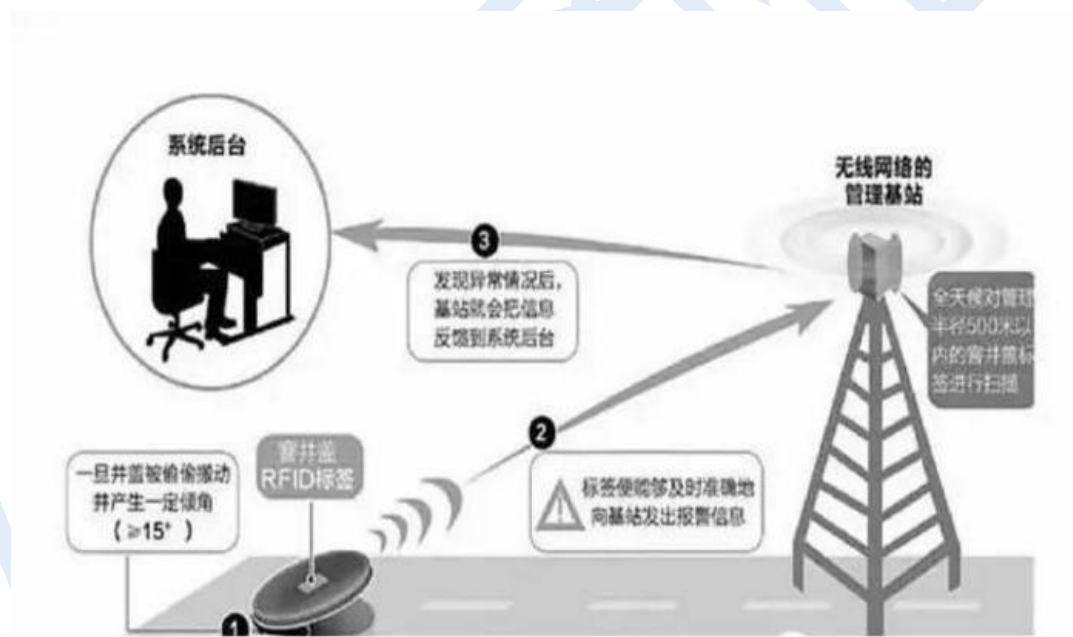 系统后台
无线网络的
管理基站
3
发现异常情况后，
基站就会把信息
反馈到系统后台
全天候对管理
半径500米以
内的窨井盖标
签进行扫描
2
标签便能够及时准确地
向基站发出报警信息
窨井盖
RFID标签
一旦井盖被偷偷搬动
并产生一定倾角
（≥15°）
1